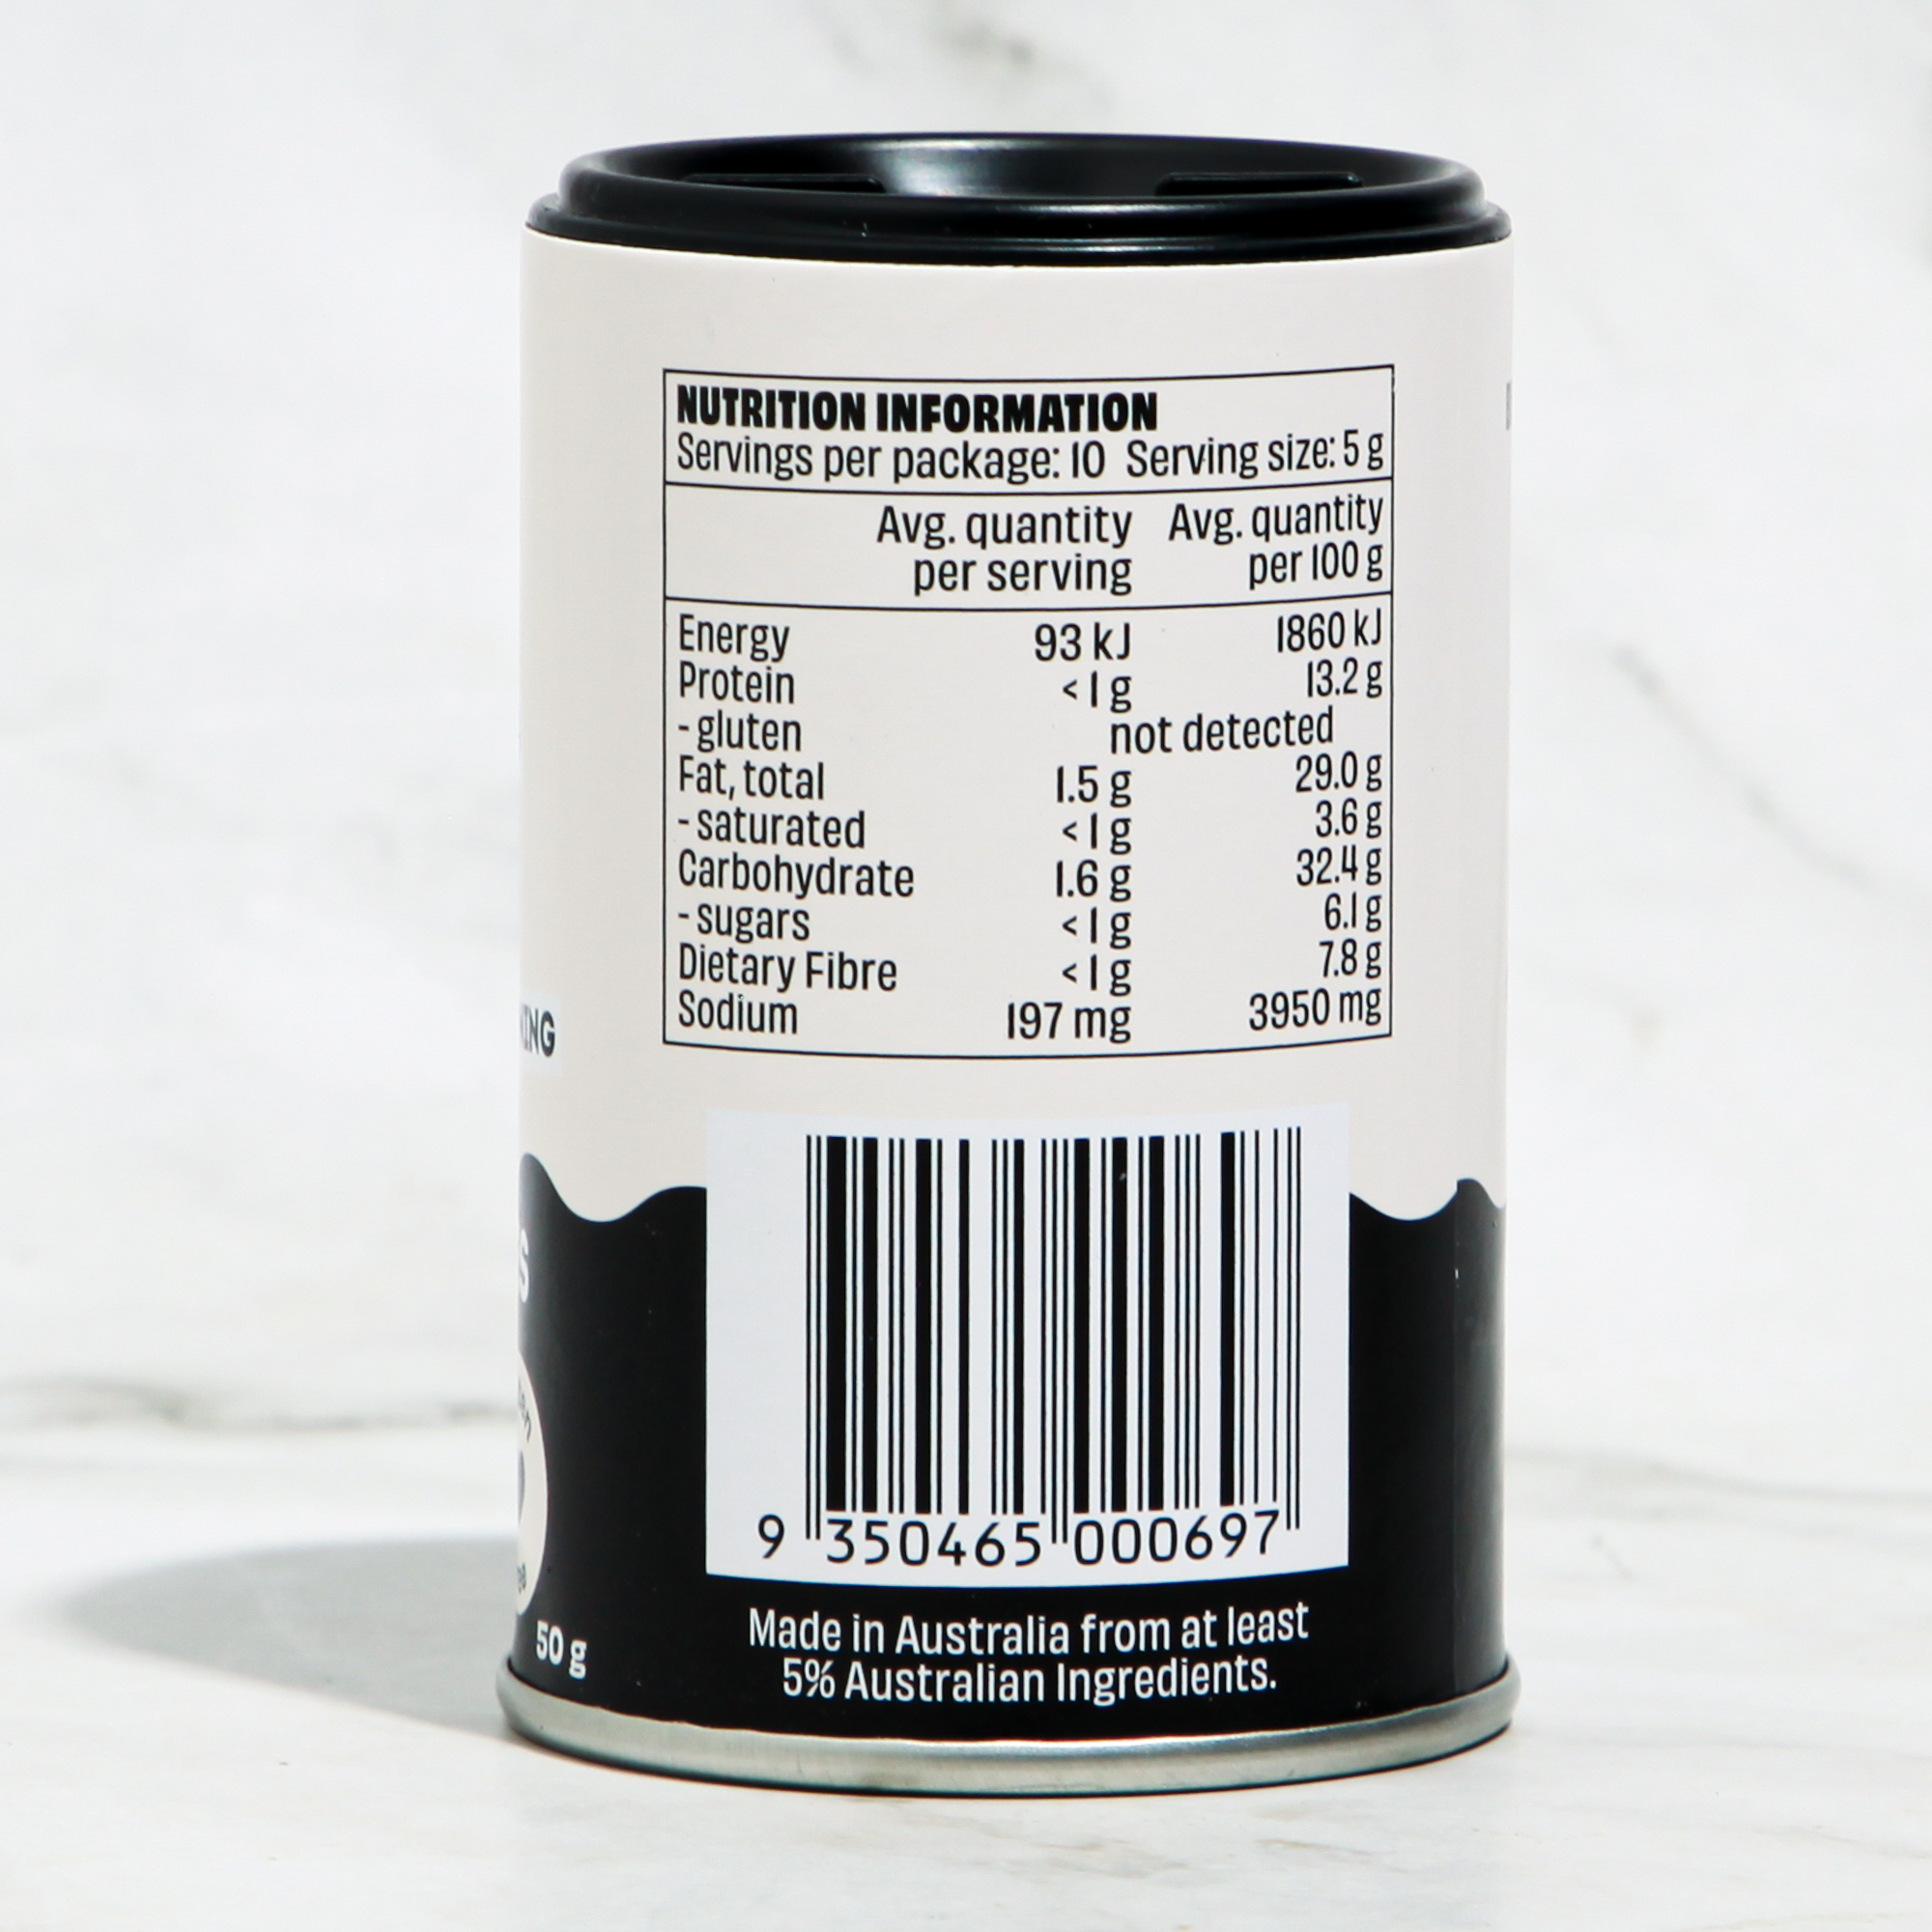 NUTRITION INFORMATION
Servings per package: 10 Serving size: 5 g
Avg. quantity per serving Avg. quantity per 100 g
Energy 93 kJ 1860 kJ
Protein <1 g 13.2 g
- gluten not detected
Fat, total 1.5 g 29.0 g
- saturated <1 g 3.6 g
Carbohydrate 1.6 g 32.4 g
- sugars <1 g 6.1 g
Dietary Fibre <1 g 7.8 g
Sodium 197 mg 3950 mg
9 350465 000697
50 g
Made in Australia from at least
5% Australian Ingredients.